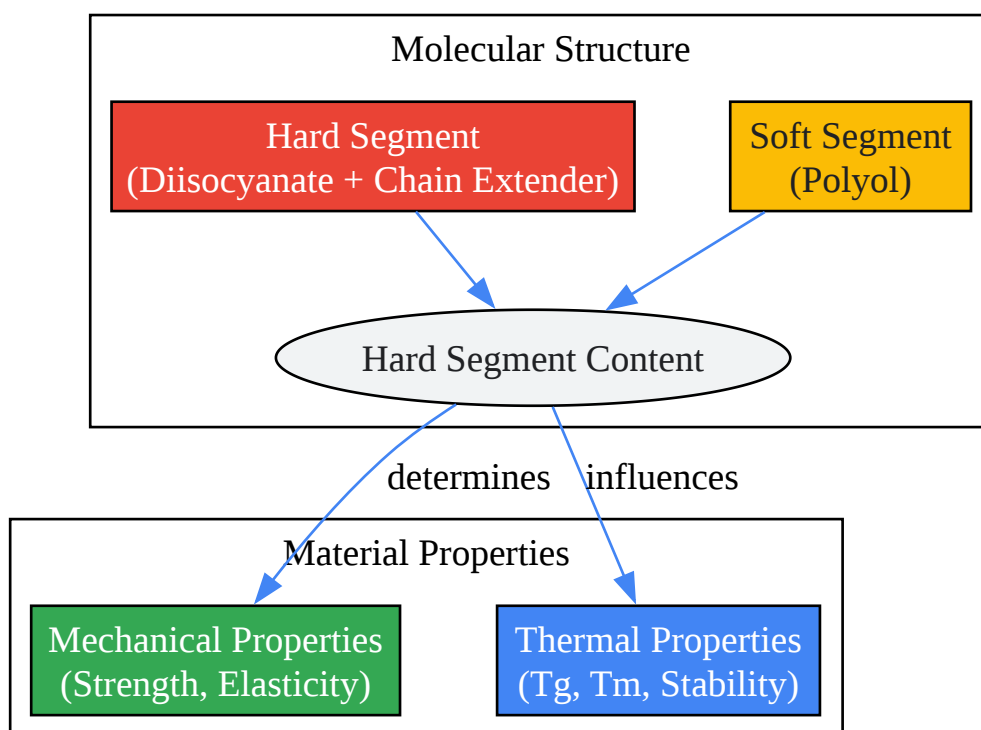 Molecular Structure
Hard Segment
(Diisocyanate + Chain Extender)
Soft Segment
(Polyol)
Hard Segment Content
determines
influences
Material Properties
Mechanical Properties
(Strength, Elasticity)
Thermal Properties
(Tg, Tm, Stability)